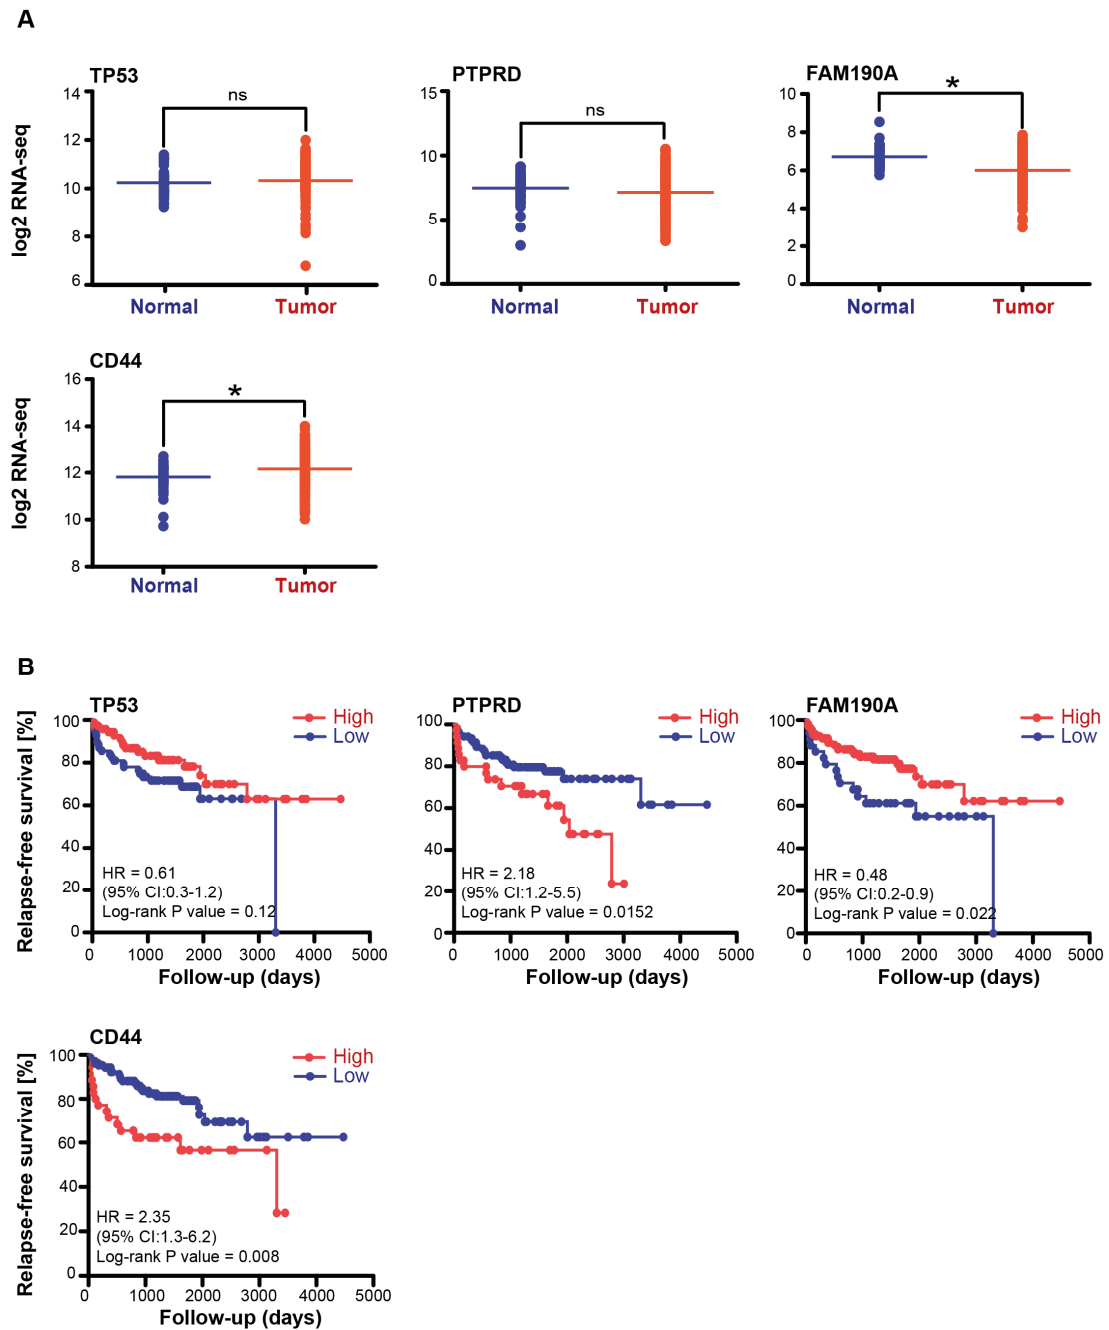 A
TP53
14
12
10
8
6
log2 RNA-seq
ns
Normal
Tumor
PTPRD
15
10
5
0
ns
Normal
Tumor
FAM190A
10
8
6
4
2
0
*
Normal
Tumor
CD44
16
14
12
10
8
log2 RNA-seq
*
Normal
Tumor
B
TP53
High
Low
100
80
60
40
20
0
Relapse-free survival [%]
HR = 0.61
(95% CI:0.3-1.2)
Log-rank P value = 0.12
0 1000 2000 3000 4000 5000
Follow-up (days)
PTPRD
High
Low
100
80
60
40
20
0
HR = 2.18
(95% CI:1.2-5.5)
Log-rank P value = 0.0152
0 1000 2000 3000 4000 5000
Follow-up (days)
FAM190A
High
Low
100
80
60
40
20
0
HR = 0.48
(95% CI:0.2-0.9)
Log-rank P value = 0.022
0 1000 2000 3000 4000 5000
Follow-up (days)
CD44
High
Low
100
80
60
40
20
0
Relapse-free survival [%]
HR = 2.35
(95% CI:1.3-6.2)
Log-rank P value = 0.008
0 1000 2000 3000 4000 5000
Follow-up (days)